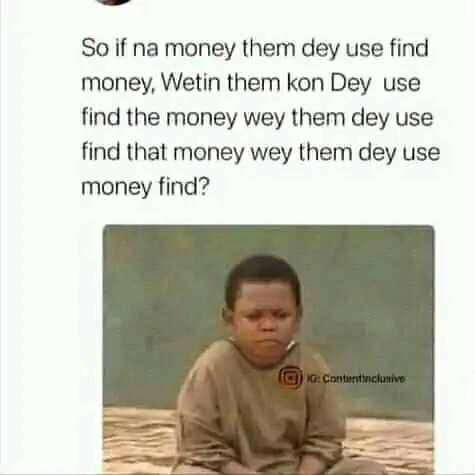 So if na money them dey use find
money, Wetin them kon Dey use
find the money wey them dey use
find that money wey them dey use
money find?
IG: ContentInclusive